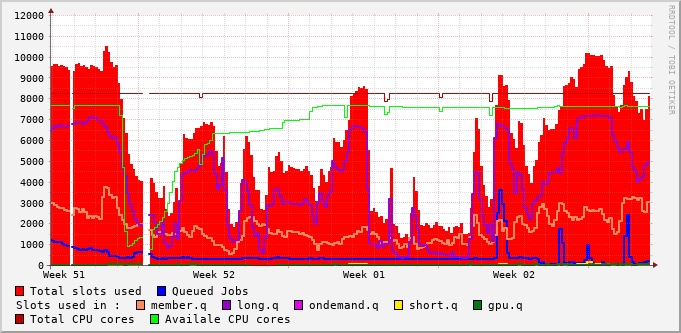 12000
11000
10000
9000
8000
7000
6000
5000
4000
3000
2000
1000
0
Week 51 Week 52 Week 01 Week 02
RRDTOOL / TOBI OETIKER
Total slots used Queued Jobs
Slots used in : member.q long.q ondemand.q short.q gpu.q
Total CPU cores Availale CPU cores